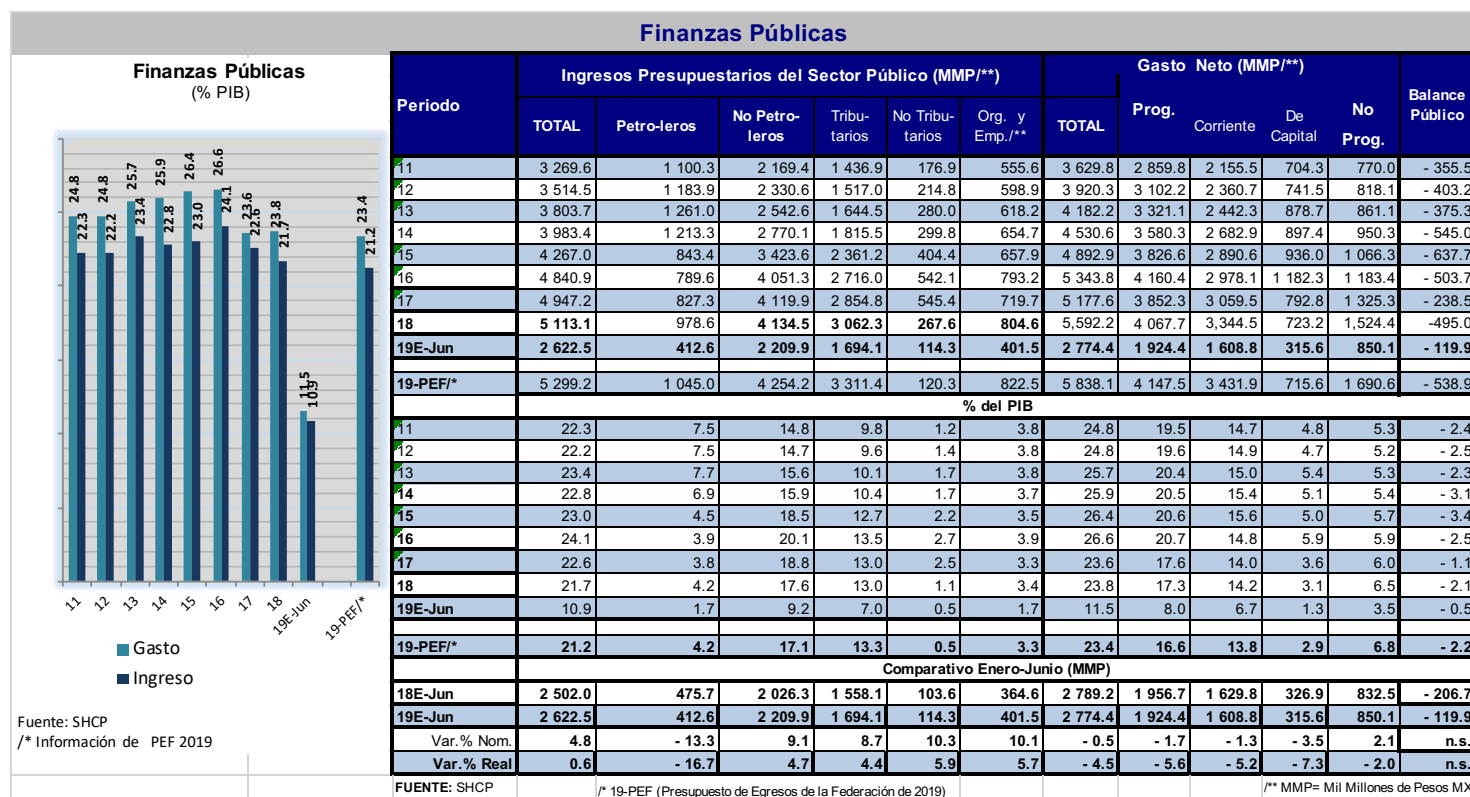 Finanzas Públicas
Finanzas Públicas
(% PIB)
24.8 22.3 24.8 22.2 25.7 23.4 25.9 22.8 26.4 23.0 26.6 24.1 23.6 22.6 23.8 21.7 11.5 10.9 23.4 21.2
11 12 13 14 15 16 17 18 19E-Jun 19-PEF/*
Gasto
Ingreso
Fuente: SHCP
/* Información de PEF 2019
Periodo Ingresos Presupuestarios del Sector Público (MMP/**) Gasto Neto (MMP/**) Balance Público
TOTAL Petro-leros No Petro-leros Tribu-tarios No Tribu-tarios Org. y Emp./** TOTAL Prog. Corriente De Capital No Prog.
11 3 269.6 1 100.3 2 169.4 1 436.9 176.9 555.6 3 629.8 2 859.8 2 155.5 704.3 770.0 - 355.5
12 3 514.5 1 183.9 2 330.6 1 517.0 214.8 598.9 3 920.3 3 102.2 2 360.7 741.5 818.1 - 403.2
13 3 803.7 1 261.0 2 542.6 1 644.5 280.0 618.2 4 182.2 3 321.1 2 442.3 878.7 861.1 - 375.3
14 3 983.4 1 213.3 2 770.1 1 815.5 299.8 654.7 4 530.6 3 580.3 2 682.9 897.4 950.3 - 545.0
15 4 267.0 843.4 3 423.6 2 361.2 404.4 657.9 4 892.9 3 826.6 2 890.6 936.0 1 066.3 - 637.7
16 4 840.9 789.6 4 051.3 2 716.0 542.1 793.2 5 343.8 4 160.4 2 978.1 1 182.3 1 183.4 - 503.7
17 4 947.2 827.3 4 119.9 2 854.8 545.4 719.7 5 177.6 3 852.3 3 059.5 792.8 1 325.3 - 238.5
18 5 113.1 978.6 4 134.5 3 062.3 267.6 804.6 5,592.2 4 067.7 3,344.5 723.2 1,524.4 -495.0
19E-Jun 2 622.5 412.6 2 209.9 1 694.1 114.3 401.5 2 774.4 1 924.4 1 608.8 315.6 850.1 - 119.9
19-PEF/* 5 299.2 1 045.0 4 254.2 3 311.4 120.3 822.5 5 838.1 4 147.5 3 431.9 715.6 1 690.6 - 538.9
% del PIB
11 22.3 7.5 14.8 9.8 1.2 3.8 24.8 19.5 14.7 4.8 5.3 - 2.4
12 22.2 7.5 14.7 9.6 1.4 3.8 24.8 19.6 14.9 4.7 5.2 - 2.5
13 23.4 7.7 15.6 10.1 1.7 3.8 25.7 20.4 15.0 5.4 5.3 - 2.3
14 22.8 6.9 15.9 10.4 1.7 3.7 25.9 20.5 15.4 5.1 5.4 - 3.1
15 23.0 4.5 18.5 12.7 2.2 3.5 26.4 20.6 15.6 5.0 5.7 - 3.4
16 24.1 3.9 20.1 13.5 2.7 3.9 26.6 20.7 14.8 5.9 5.9 - 2.5
17 22.6 3.8 18.8 13.0 2.5 3.3 23.6 17.6 14.0 3.6 6.0 - 1.1
18 21.7 4.2 17.6 13.0 1.1 3.4 23.8 17.3 14.2 3.1 6.5 - 2.1
19E-Jun 10.9 1.7 9.2 7.0 0.5 1.7 11.5 8.0 6.7 1.3 3.5 - 0.5
19-PEF/* 21.2 4.2 17.1 13.3 0.5 3.3 23.4 16.6 13.8 2.9 6.8 - 2.2
Comparativo Enero-Junio (MMP)
18E-Jun 2 502.0 475.7 2 026.3 1 558.1 103.6 364.6 2 789.2 1 956.7 1 629.8 326.9 832.5 - 206.7
19E-Jun 2 622.5 412.6 2 209.9 1 694.1 114.3 401.5 2 774.4 1 924.4 1 608.8 315.6 850.1 - 119.9
Var.% Nom. 4.8 - 13.3 9.1 8.7 10.3 10.1 - 0.5 - 1.7 - 1.3 - 3.5 2.1 n.s.
Var.% Real 0.6 - 16.7 4.7 4.4 5.9 5.7 - 4.5 - 5.6 - 5.2 - 7.3 - 2.0 n.s.
FUENTE: SHCP /* 19-PEF (Presupuesto de Egresos de la Federación de 2019) /** MMP= Mil Millones de Pesos MX